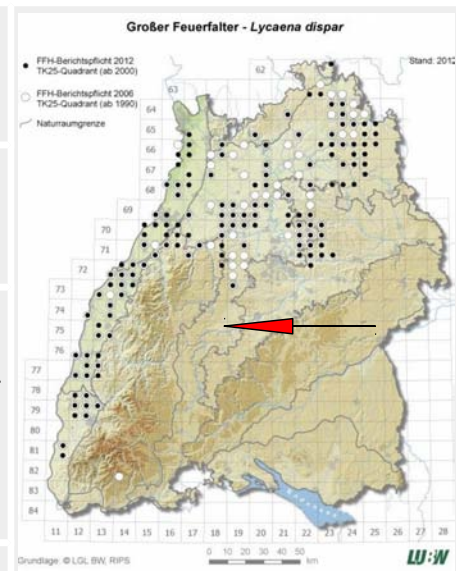 Großer Feuerfalter - Lycaena dispar
FFH-Berichtspflicht 2012
TK25-Quadrant (ab 2000)
FFH-Berichtspflicht 2006
TK25-Quadrant (ab 1990)
Naturraumgrenze
Stand: 2012
62
63
64
65
66
67
68
69
70
71
72
73
74
75
76
77
78
79
80
81
82
83
84
11 12 13 14 15 16 17 18 19 20 21 22 23 24 25 26 27 28
Grundlage: © LGL BW, RIPS
0 10 20 30 40 50
km
LUBW